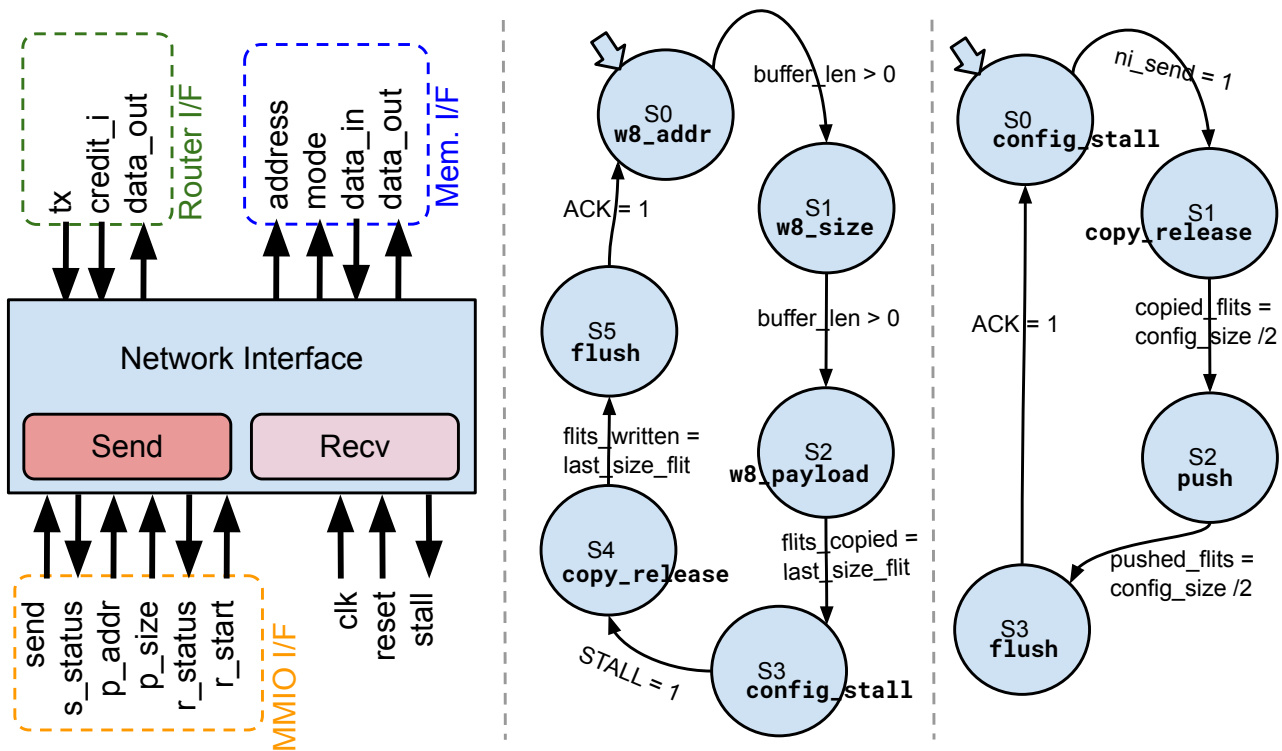 tx
credit_i
data_out
Router I/F
address
mode
data_in
data_out
Mem. I/F
Network Interface
Send
Recv
send
s_status
p_addr
p_size
r_status
r_start
MMIO I/F
clk
reset
stall
S0
w8_addr
buffer_len > 0
S1
w8_size
buffer_len > 0
S2
w8_payload
flits_copied =
last_size_flit
S3
config_stall
STALL = 1
S4
copy_release
flits_written =
last_size_flit
S5
flush
ACK = 1
S0
config_stall
ni_send = 1
S1
copy_release
copied_flits =
config_size /2
S2
push
pushed_flits =
config_size /2
S3
flush
ACK = 1